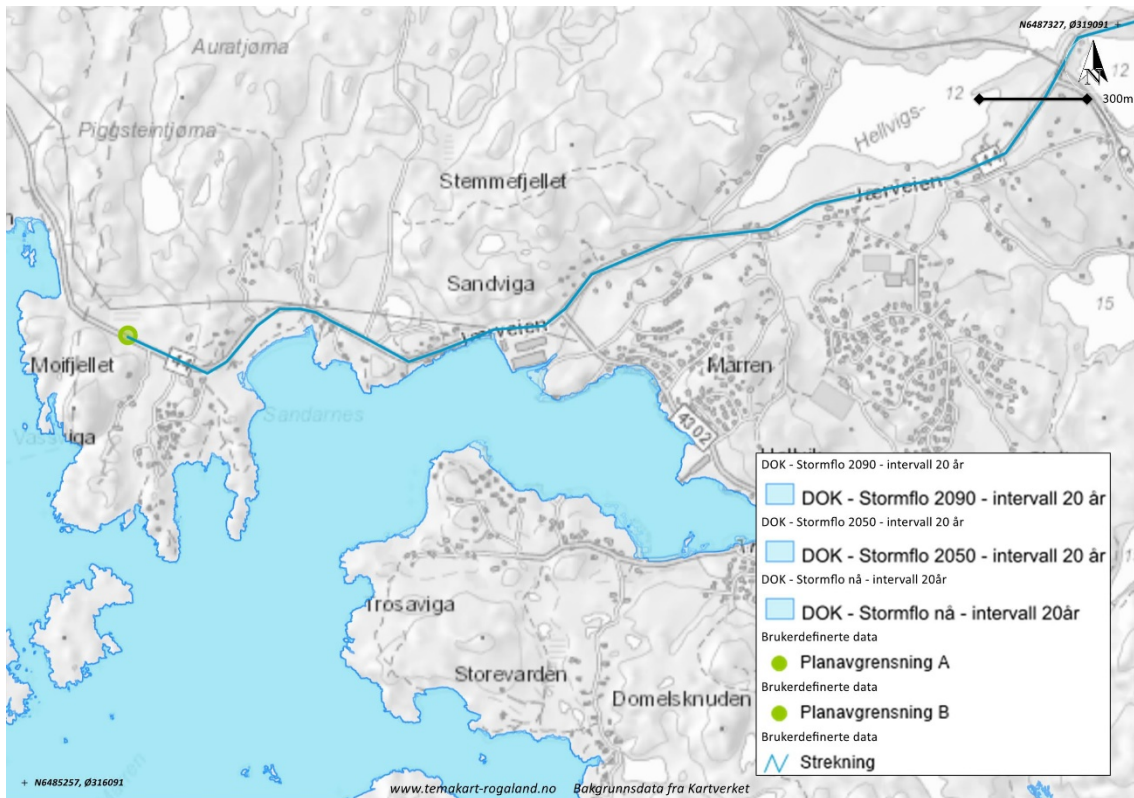 N6487327, Ø319091 +
Auratjørna
N
12
12
300m
Hellvigs-
Piggsteintjørna
44
Stemmefjellet
Jærveien
Sandviga
15
Jærveien
Moifjellet
44
Marren
Sandarnes
4302
DOK - Stormflo 2090 - intervall 20 år
DOK - Stormflo 2090 - intervall 20 år
DOK - Stormflo 2050 - intervall 20 år
DOK - Stormflo 2050 - intervall 20 år
DOK - Stormflo nå - intervall 20år
DOK - Stormflo nå - intervall 20år
Brukerdefinerte data
Planavgrensning A
Brukerdefinerte data
Planavgrensning B
Brukerdefinerte data
Strekning
Trosaviga
Storevarden
Domelsknuden
+ N6485257, Ø316091
www.temakart-rogaland.no Bakgrunnsdata fra Kartverket